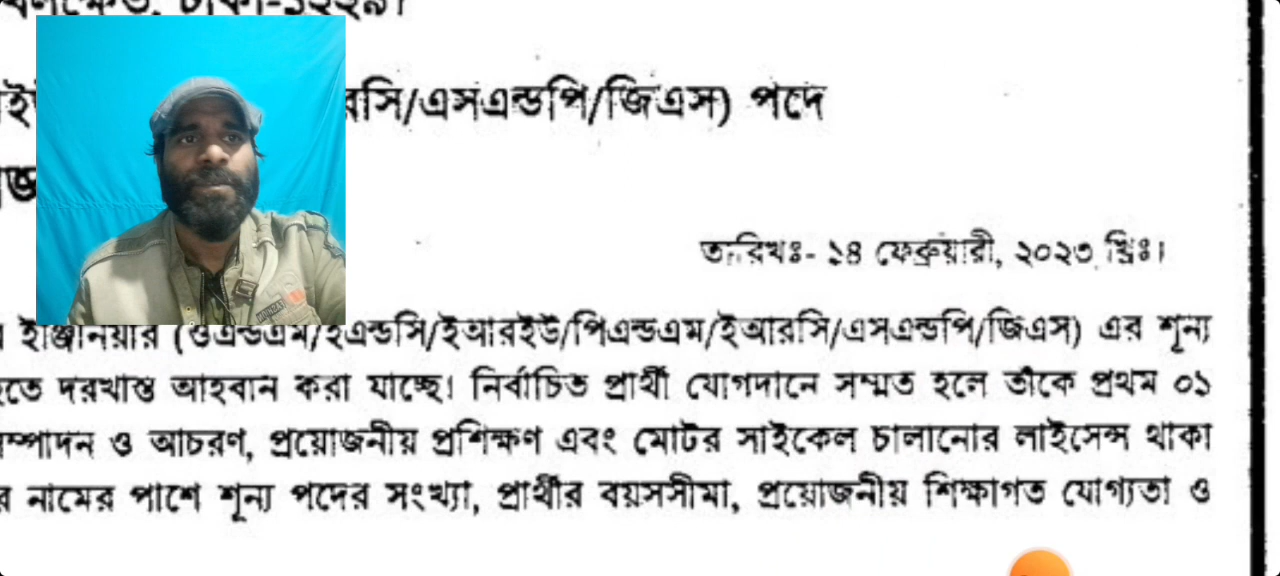 ঢাকা-১২২৯।
রসি/এসএন্ডপি/জিএস) পদে
তারিখঃ- ১৪ ফেব্রুয়ারী, ২০২৩ খ্রিঃ।
ইঞ্জিনিয়ার (ওএন্ডএম/ইএন্ডসি/ইআরইউ/পিএন্ডএম/ইআরসি/এসএন্ডপি/জিএস) এর শূন্য
হতে দরখাস্ত আহবান করা যাচ্ছে। নির্বাচিত প্রার্থী যোগদানে সম্মত হলে তাঁকে প্রথম ০১
সম্পাদন ও আচরণ, প্রয়োজনীয় প্রশিক্ষণ এবং মোটর সাইকেল চালানোর লাইসেন্স থাকা
র নামের পাশে শূন্য পদের সংখ্যা, প্রার্থীর বয়সসীমা, প্রয়োজনীয় শিক্ষাগত যোগ্যতা ও